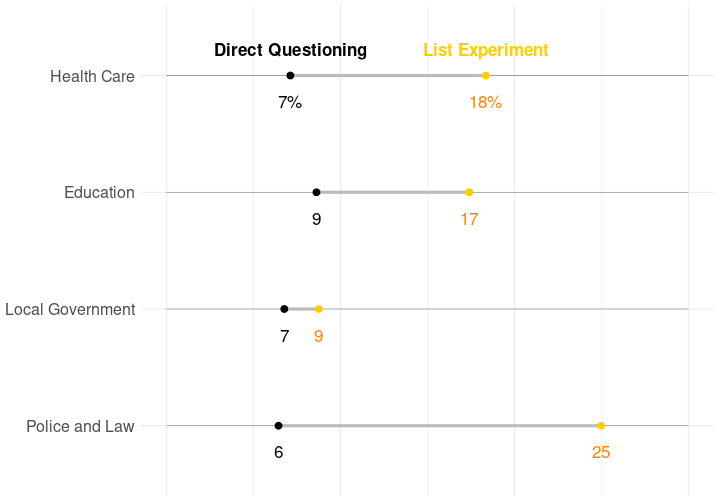 Direct Questioning List Experiment
Health Care
7% 18%
Education
9 17
Local Government
7 9
Police and Law
6 25